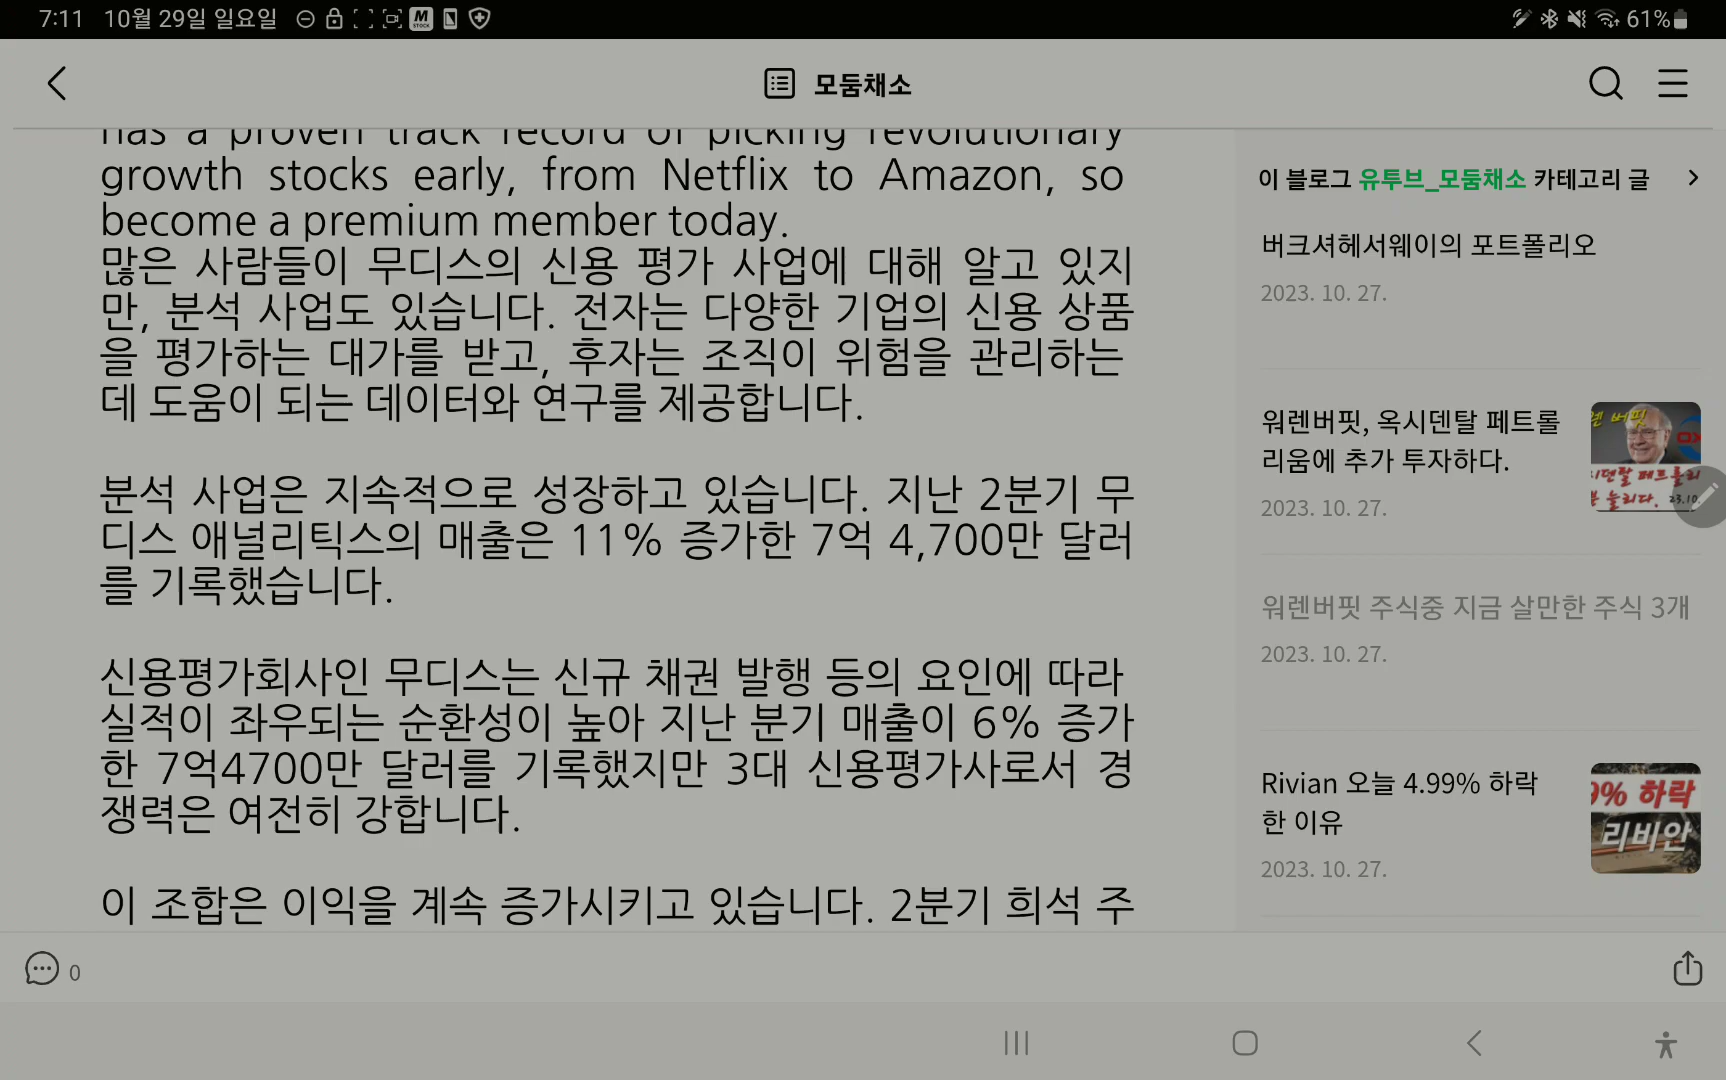 7:11 10월 29일 일요일
61%
모둠채소
has a proven track record of picking revolutionary
growth stocks early, from Netflix to Amazon, so
become a premium member today.
많은 사람들이 무디스의 신용 평가 사업에 대해 알고 있지
만, 분석 사업도 있습니다. 전자는 다양한 기업의 신용 상품
을 평가하는 대가를 받고, 후자는 조직이 위험을 관리하는
데 도움이 되는 데이터와 연구를 제공합니다.
분석 사업은 지속적으로 성장하고 있습니다. 지난 2분기 무
디스 애널리틱스의 매출은 11% 증가한 7억 4,700만 달러
를 기록했습니다.
신용평가회사인 무디스는 신규 채권 발행 등의 요인에 따라
실적이 좌우되는 순환성이 높아 지난 분기 매출이 6% 증가
한 7억4700만 달러를 기록했지만 3대 신용평가사로서 경
쟁력은 여전히 강합니다.
이 조합은 이익을 계속 증가시키고 있습니다. 2분기 희석 주
이 블로그 유투브_모둠채소 카테고리 글
버크셔헤서웨이의 포트폴리오
2023. 10. 27.
워렌버핏, 옥시덴탈 페트롤
리움에 추가 투자하다.
2023. 10. 27.
워렌버핏 주식중 지금 살만한 주식 3개
2023. 10. 27.
Rivian 오늘 4.99% 하락
한 이유
2023. 10. 27.
9% 하락
리비안
0